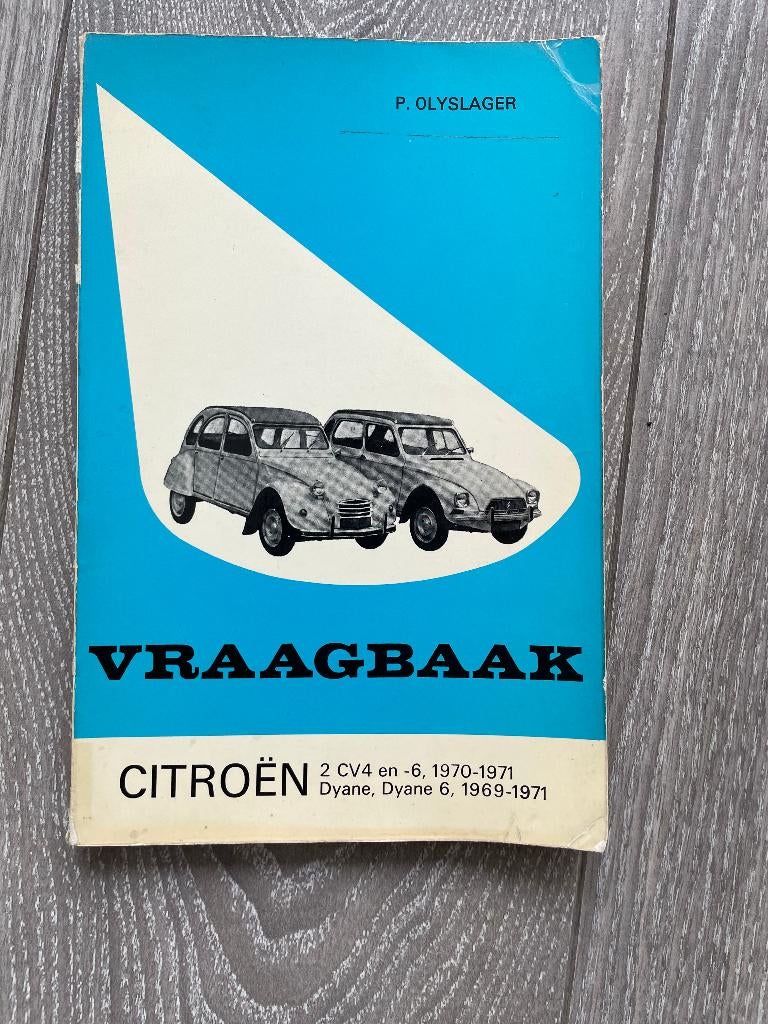 P. OLYSLAGER
VRAAGBAAK
CITROËN
2 CV4 en -6, 1970-1971
Dyane, Dyane 6, 1969-1971